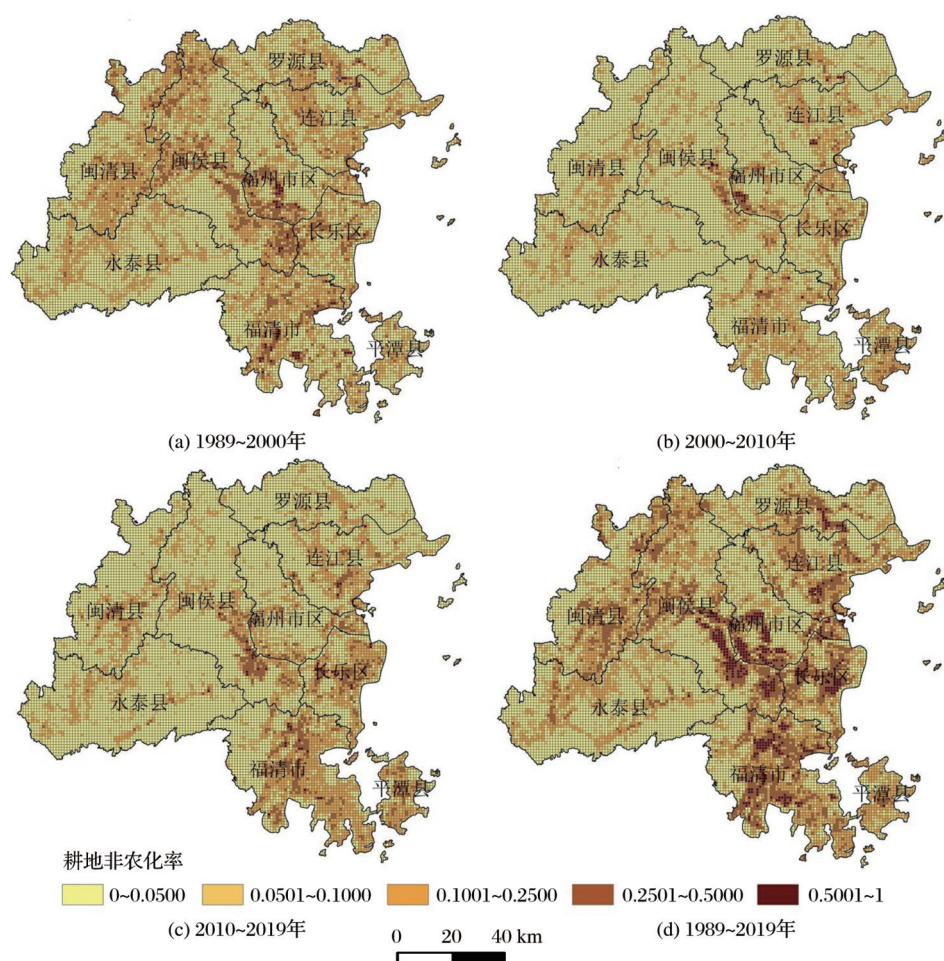 罗源县
连江县
闽清县
闽侯县
福州市区
长乐区
永泰县
福清市
平潭县
(a) 1989~2000年
罗源县
连江县
闽清县
闽侯县
福州市区
长乐区
永泰县
福清市
平潭县
(b) 2000~2010年
罗源县
连江县
闽清县
闽侯县
福州市区
长乐区
永泰县
福清市
平潭县
罗源县
连江县
闽清县
闽侯县
福州市区
长乐区
永泰县
福清市
平潭县
耕地非农化率
0~0.0500 0.0501~0.1000 0.1001~0.2500 0.2501~0.5000 0.5001~1
(c) 2010~2019年
(d) 1989~2019年
0 20 40 km